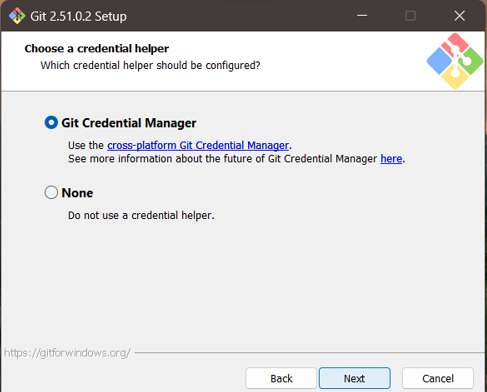 Git 2.51.0.2 Setup
Choose a credential helper
Which credential helper should be configured?
Git Credential Manager
Use the cross-platform Git Credential Manager.
See more information about the future of Git Credential Manager here.
None
Do not use a credential helper.
https://gitforwindows.org/
Back Next Cancel